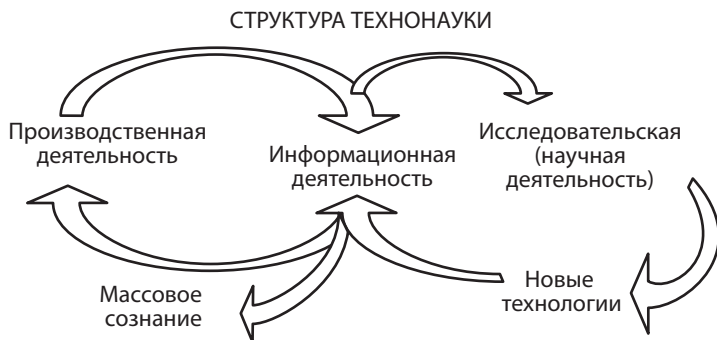 СТРУКТУРА ТЕХНОНАУКИ
Производственная
деятельность
Информационная
деятельность
Исследовательская
(научная
деятельность)
Массовое
сознание
Новые
технологии